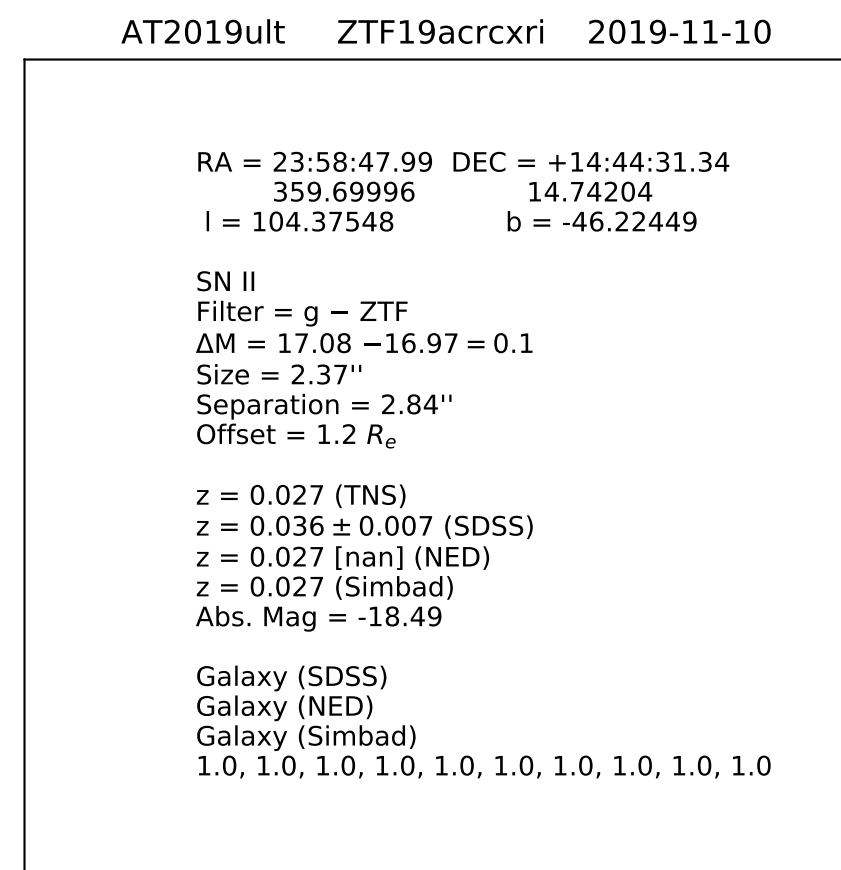 AT2019ult ZTF19acrcxri 2019-11-10
RA = 23:58:47.99 DEC = +14:44:31.34
359.69996 14.74204
l = 104.37548 b = -46.22449
SN II
Filter = g − ZTF
ΔM = 17.08 −16.97 = 0.1
Size = 2.37''
Separation = 2.84''
Offset = 1.2 Rₑ
z = 0.027 (TNS)
z = 0.036 ± 0.007 (SDSS)
z = 0.027 [nan] (NED)
z = 0.027 (Simbad)
Abs. Mag = -18.49
Galaxy (SDSS)
Galaxy (NED)
Galaxy (Simbad)
1.0, 1.0, 1.0, 1.0, 1.0, 1.0, 1.0, 1.0, 1.0, 1.0